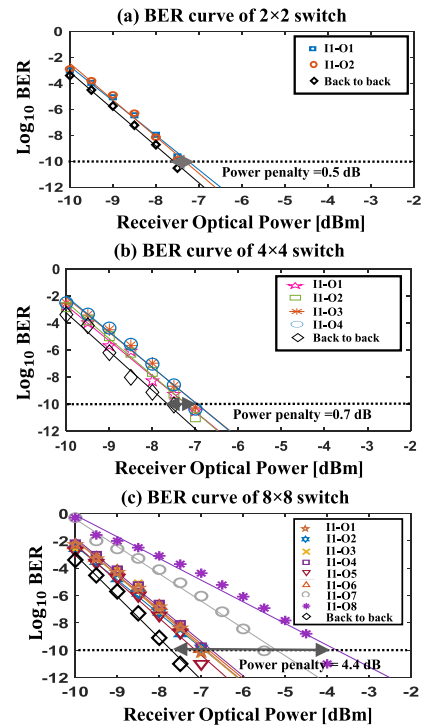 (a) BER curve of 2×2 switch
0
-2
-4
-6
-8
-10
-12
Log10 BER
I1-O1
I1-O2
Back to back
Power penalty =0.5 dB
-10 -9 -8 -7 -6 -5 -4 -3 -2
Receiver Optical Power [dBm]
(b) BER curve of 4×4 switch
0
-2
-4
-6
-8
-10
-12
Log10 BER
I1-O1
I1-O2
I1-O3
I1-O4
Back to back
Power penalty =0.7 dB
-10 -9 -8 -7 -6 -5 -4 -3 -2
Receiver Optical Power [dBm]
(c) BER curve of 8×8 switch
0
-2
-4
-6
-8
-10
-12
Log10 BER
I1-O1
I1-O2
I1-O3
I1-O4
I1-O5
I1-O6
I1-O7
I1-O8
Back to back
Power penalty = 4.4 dB
-10 -9 -8 -7 -6 -5 -4 -3 -2
Receiver Optical Power [dBm]